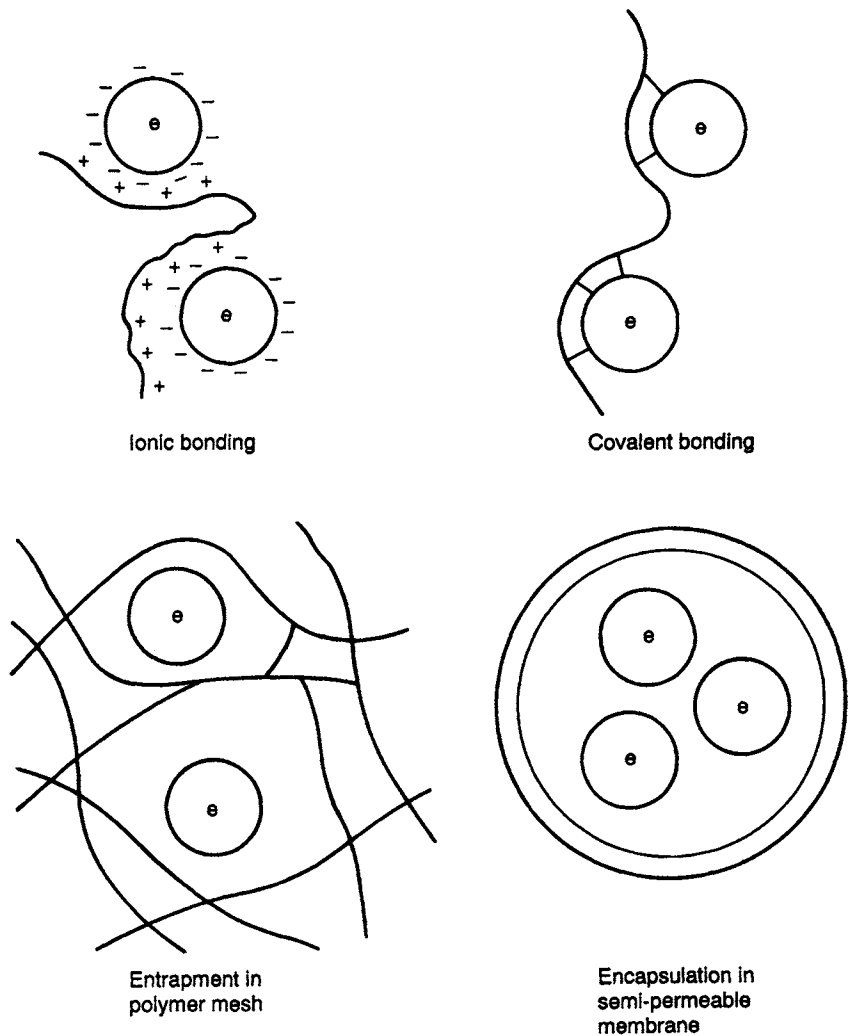 e
e
Ionic bonding
e
e
Covalent bonding
e
e
Entrapment in
polymer mesh
e
e
e
Encapsulation in
semi-permeable
membrane